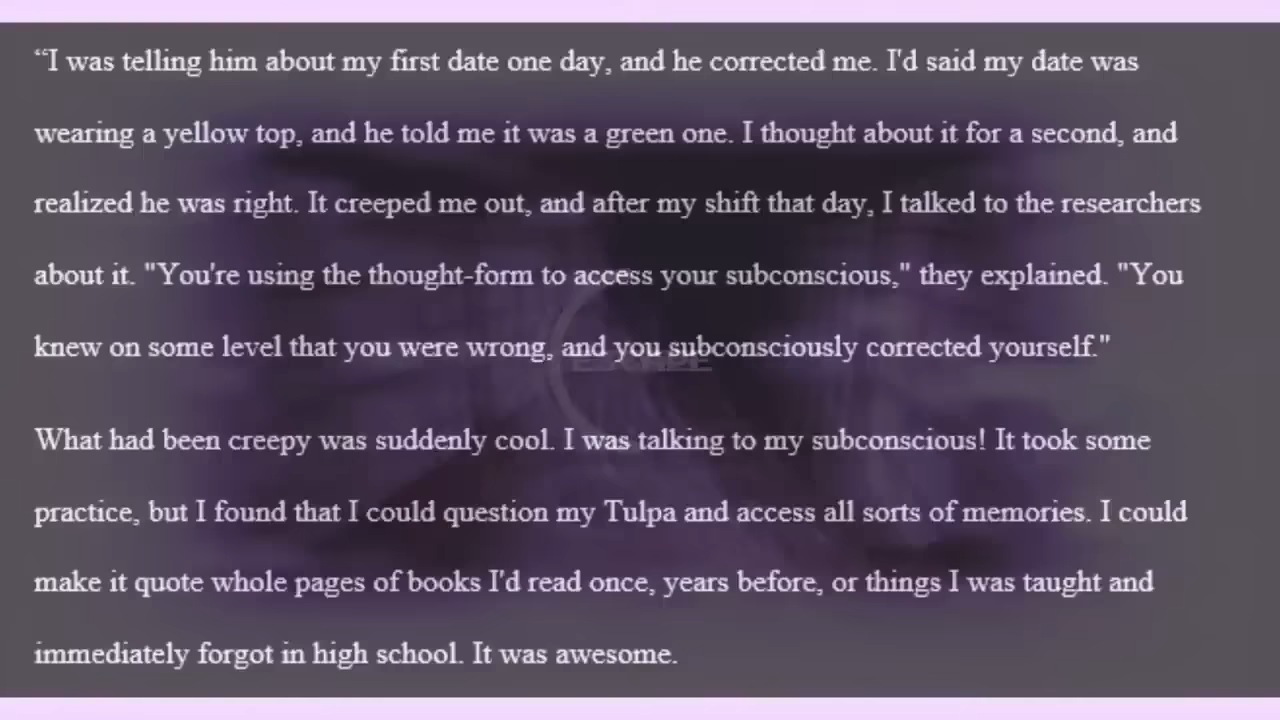 “I was telling him about my first date one day, and he corrected me. I'd said my date was
wearing a yellow top, and he told me it was a green one. I thought about it for a second, and
realized he was right. It creeped me out, and after my shift that day, I talked to the researchers
about it. "You're using the thought-form to access your subconscious," they explained. "You
knew on some level that you were wrong, and you subconsciously corrected yourself."
What had been creepy was suddenly cool. I was talking to my subconscious! It took some
practice, but I found that I could question my Tulpa and access all sorts of memories. I could
make it quote whole pages of books I'd read once, years before, or things I was taught and
immediately forgot in high school. It was awesome.